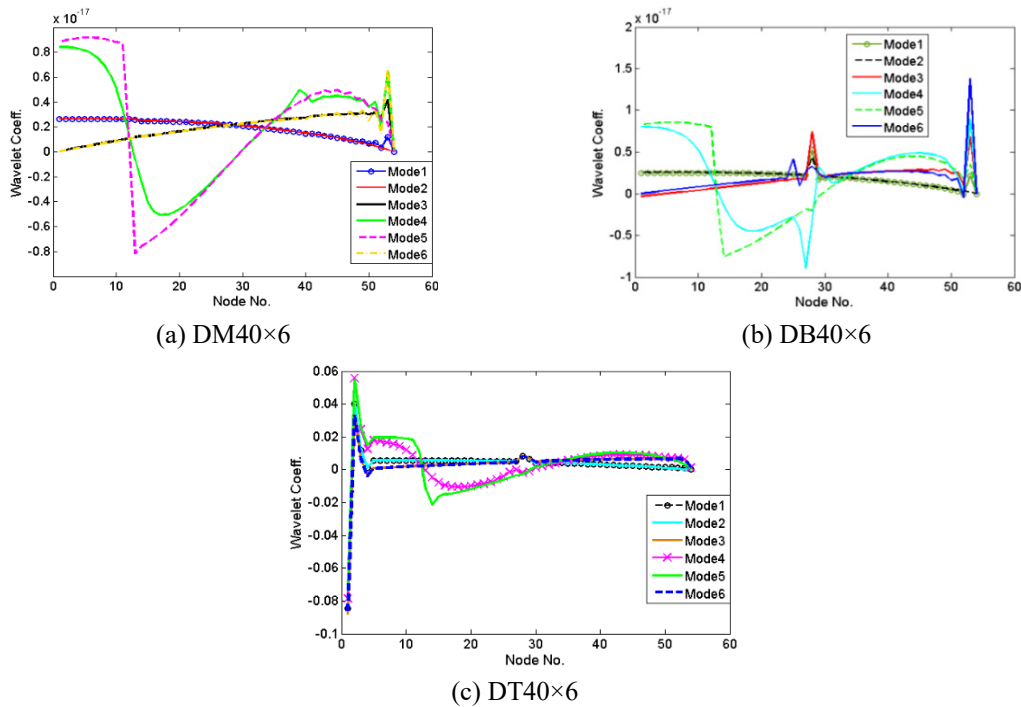 x 10^-17
0.8
0.6
0.4
0.2
0
-0.2
-0.4
-0.6
-0.8
Wavelet Coeff.
0 10 20 30 40 50 60
Node No.
Mode1
Mode2
Mode3
Mode4
Mode5
Mode6
(a) DM40×6
x 10^-17
2
1.5
1
0.5
0
-0.5
-1
Wavelet Coeff.
0 10 20 30 40 50 60
Node No.
Mode1
Mode2
Mode3
Mode4
Mode5
Mode6
(b) DB40×6
0.06
0.04
0.02
0
-0.02
-0.04
-0.06
-0.08
-0.1
Wavelet Coeff.
0 10 20 30 40 50 60
Node No.
Mode1
Mode2
Mode3
Mode4
Mode5
Mode6
(c) DT40×6